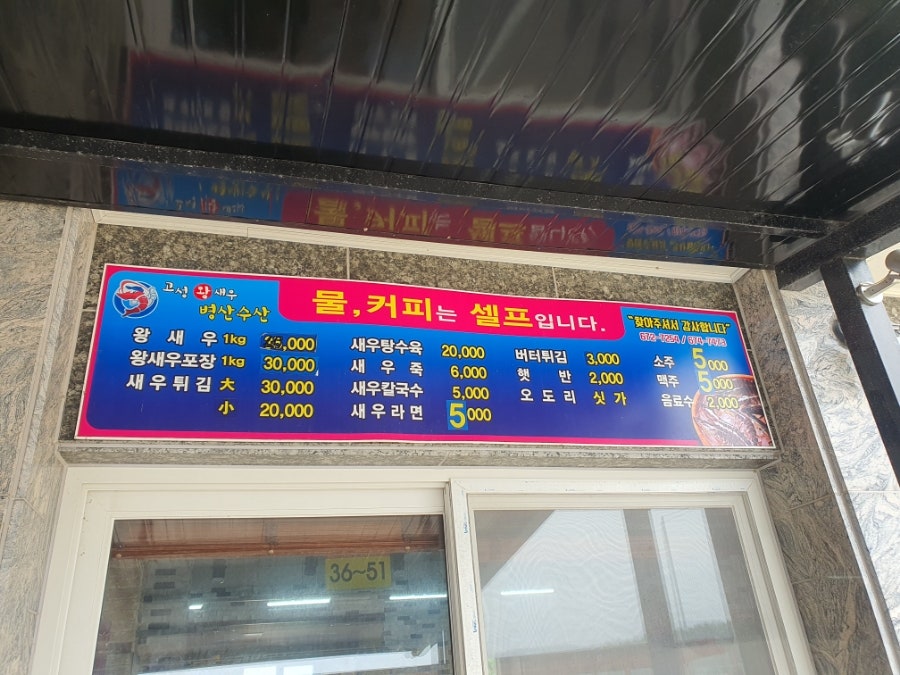 고성 왕새우
병산수산
물,커피는 셀프입니다.
"찾아주셔서 감사합니다"
왕 새 우 1kg
왕새우포장 1kg 30,000
새우튀김 大 30,000
小 20,000
새우탕수육 20,000
새 우 죽 6,000
새우칼국수 5,000
새우라면 5000
버터튀김 3,000
햇 반 2,000
오도리 싯가
소주 5000
맥주 5000
음료수 2,000
36~51